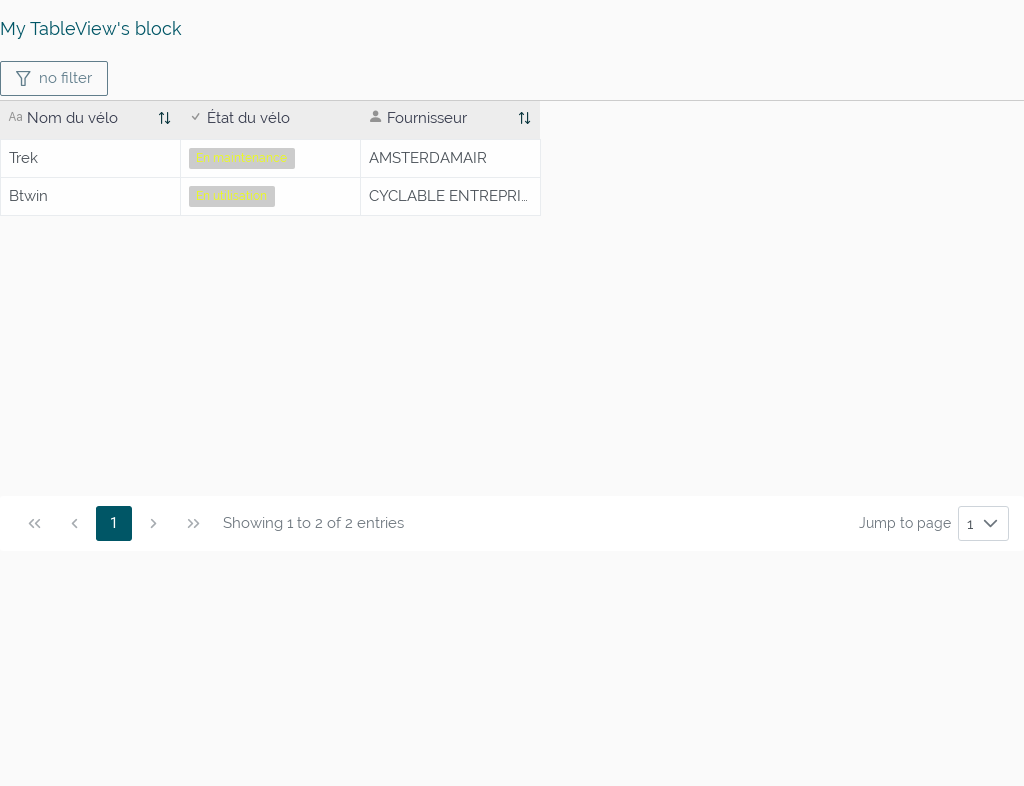 My TableView's block
no filter
Aa Nom du vélo État du vélo Fournisseur
Trek En maintenance AMSTERDAMAIR
Btwin En utilisation CYCLABLE ENTREPRI...
1 Showing 1 to 2 of 2 entries Jump to page 1